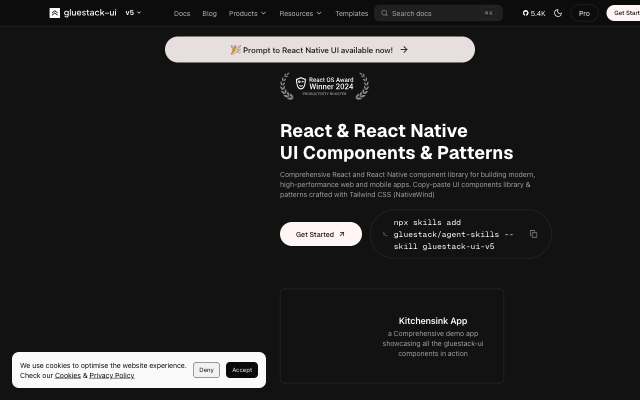 gluestack-ui v5 Docs Blog Products Resources Templates Search docs ⌘K 5.4K Pro Get Start
🎉 Prompt to React Native UI available now! →
React OS Award
Winner 2024
PRODUCTIVITY BOOSTER
React & React Native
UI Components & Patterns
Comprehensive React and React Native component library for building modern,
high-performance web and mobile apps. Copy-paste UI components library &
patterns crafted with Tailwind CSS (NativeWind)
Get Started
npx skills add
gluestack/agent-skills --
skill gluestack-ui-v5
Kitchensink App
a Comprehensive demo app
showcasing all the gluestack-ui
components in action
We use cookies to optimise the website experience.
Check our Cookies & Privacy Policy
Deny
Accept